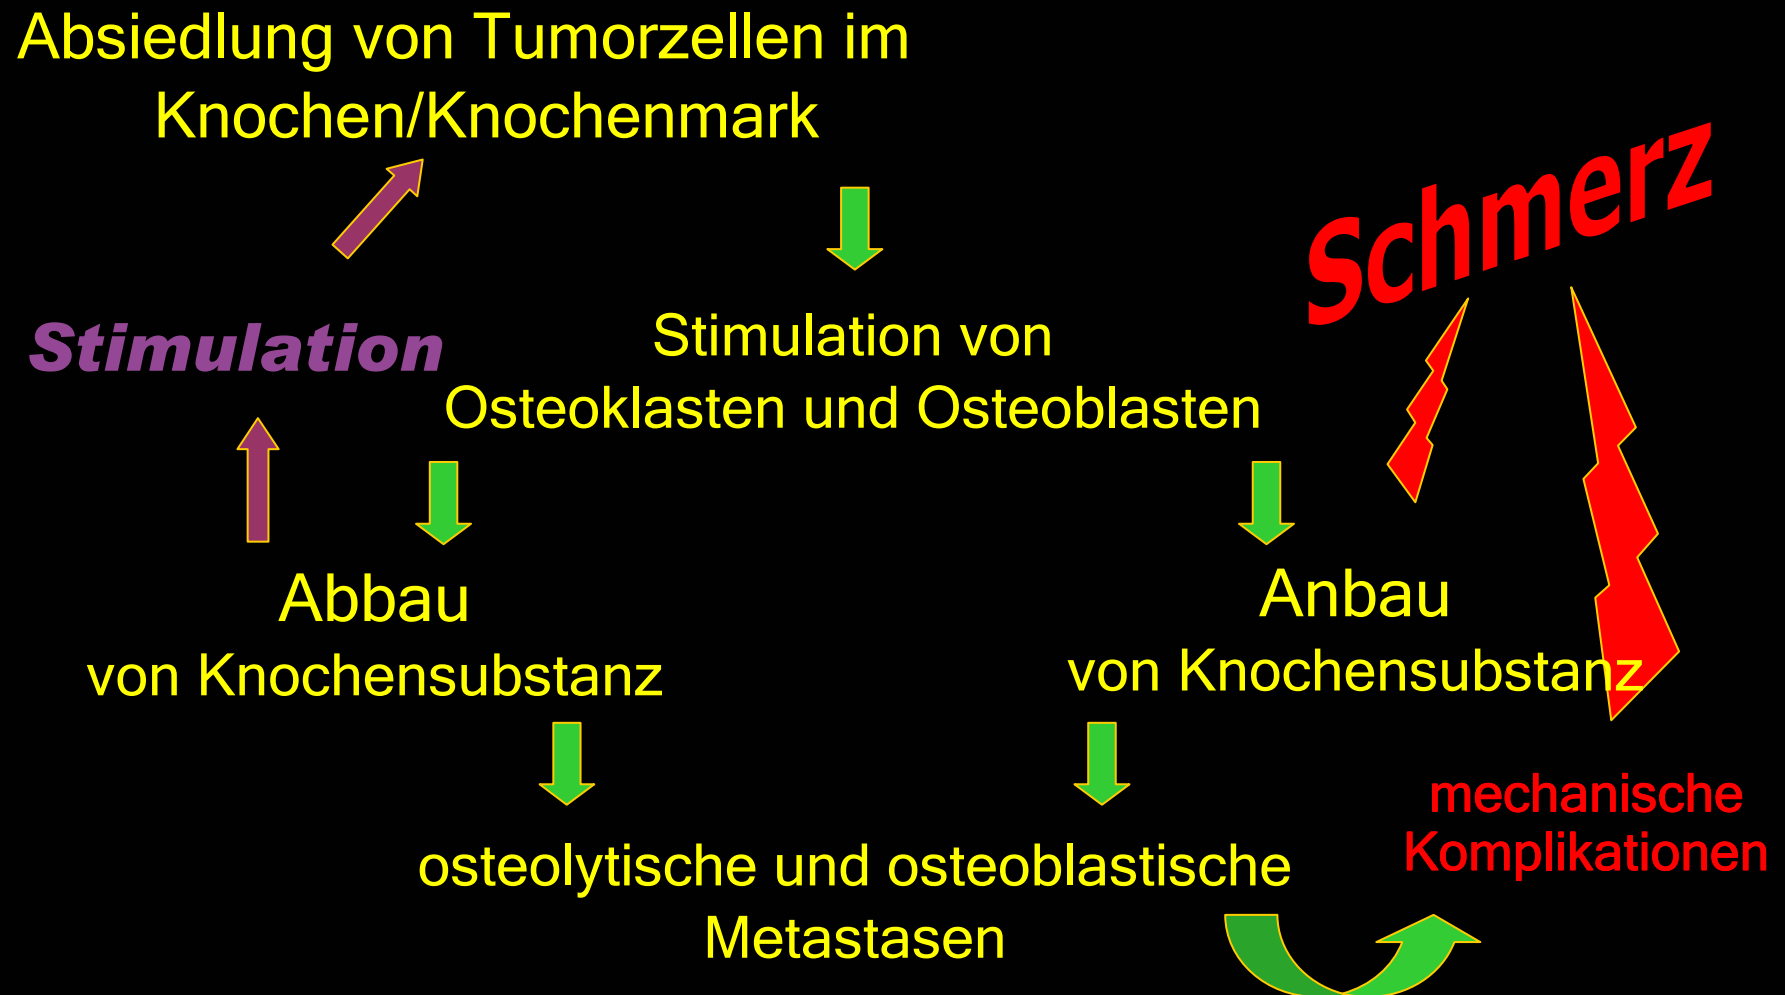 Absiedlung von Tumorzellen im
Knochen/Knochenmark
Schmerz
Stimulation
Stimulation von
Osteoklasten und Osteoblasten
Abbau
von Knochensubstanz
Anbau
von Knochensubstanz
mechanische
Komplikationen
osteolytische und osteoblastische
Metastasen